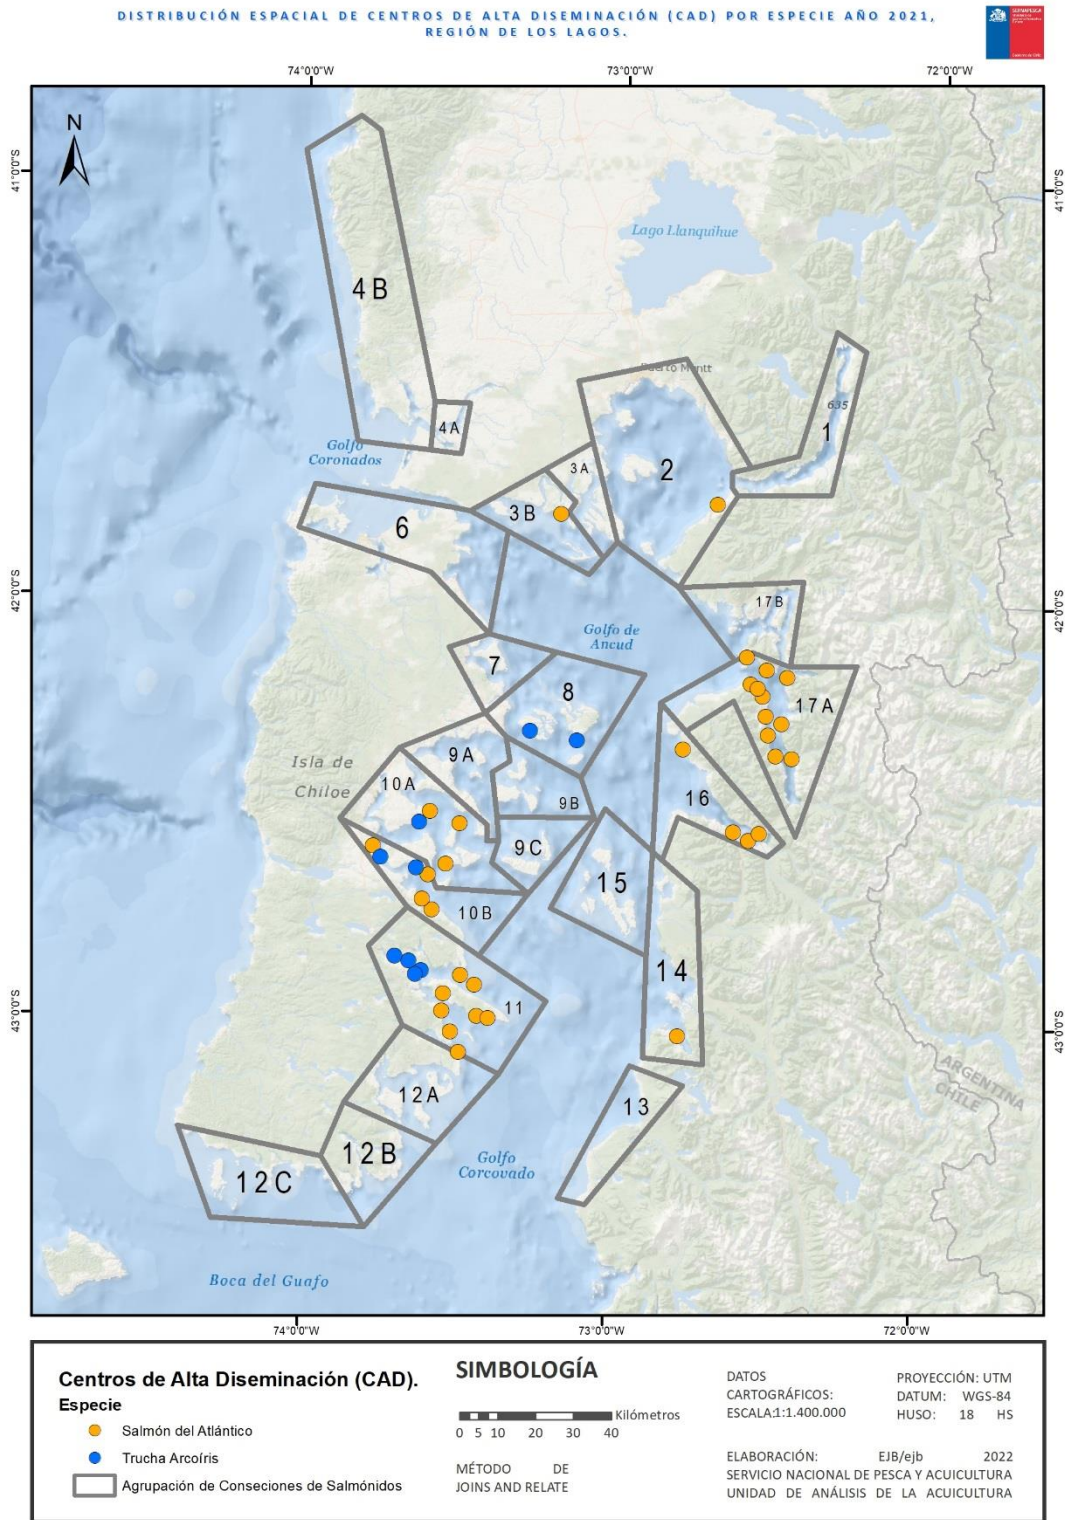 DISTRIBUCIÓN ESPACIAL DE CENTROS DE ALTA DISEMINACIÓN (CAD) POR ESPECIE AÑO 2021,
REGIÓN DE LOS LAGOS.
SERNAPESCA
74°0'0"W
73°0'0"W
72°0'0"W
N
41°0'0"S
41°0'0"S
Lago Llanquihue
4 B
Puerto Montt
635
1
4 A
Golfo
Coronados
2
3 A
3 B
6
42°0'0"S
42°0'0"S
17 B
Golfo de
Ancud
7
8
17 A
9 A
Isla de
Chiloe
10 A
16
9 B
9 C
15
10 B
14
11
43°0'0"S
43°0'0"S
ARGENTINA
CHILE
12 A
13
12 B
Golfo
Corcovado
12 C
Boca del Guafo
74°0'0"W
73°0'0"W
72°0'0"W
Centros de Alta Diseminación (CAD).
Especie
Salmón del Atlántico
Trucha Arcoíris
Agrupación de Conseciones de Salmónidos
SIMBOLOGÍA
Kilómetros
0 5 10 20 30 40
MÉTODO DE
JOINS AND RELATE
DATOS
CARTOGRÁFICOS:
ESCALA:1:1.400.000
PROYECCIÓN: UTM
DATUM: WGS-84
HUSO: 18 HS
ELABORACIÓN: EJB/ejb 2022
SERVICIO NACIONAL DE PESCA Y ACUICULTURA
UNIDAD DE ANÁLISIS DE LA ACUICULTURA